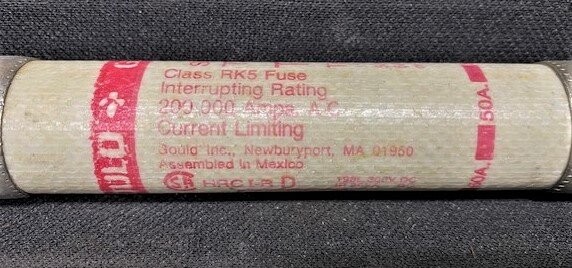 Class RK5 Fuse
Interrupting Rating
200,000 Amps. A.C.
Current Limiting
Gould Inc., Newburyport, MA 01950
Assembled in Mexico
HRCI-R D
50A.